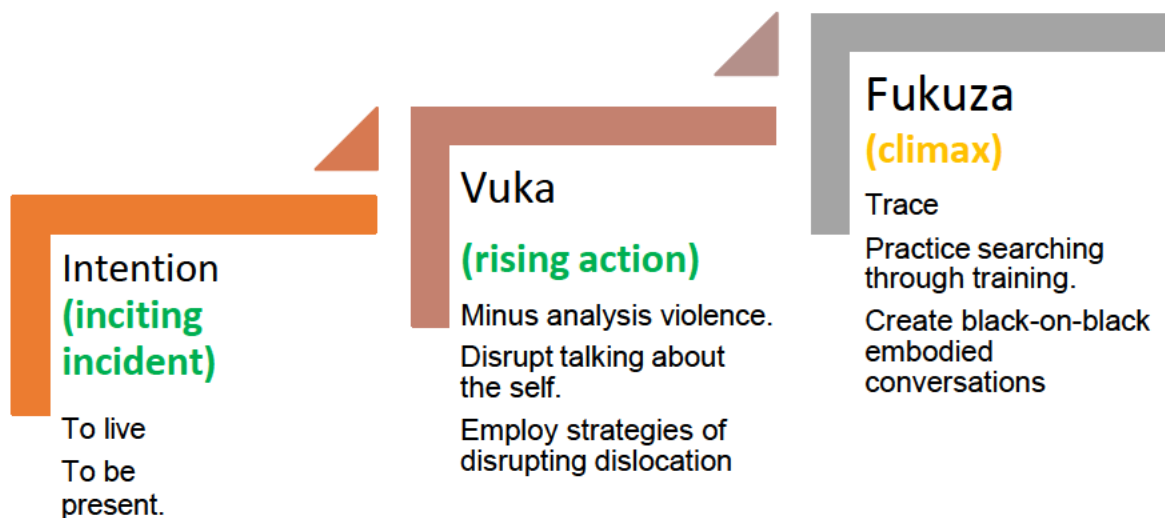 Intention
(inciting
incident)
To live
To be
present.
Vuka
(rising action)
Minus analysis violence.
Disrupt talking about
the self.
Employ strategies of
disrupting dislocation
Fukuza
(climax)
Trace
Practice searching
through training.
Create black-on-black
embodied
conversations